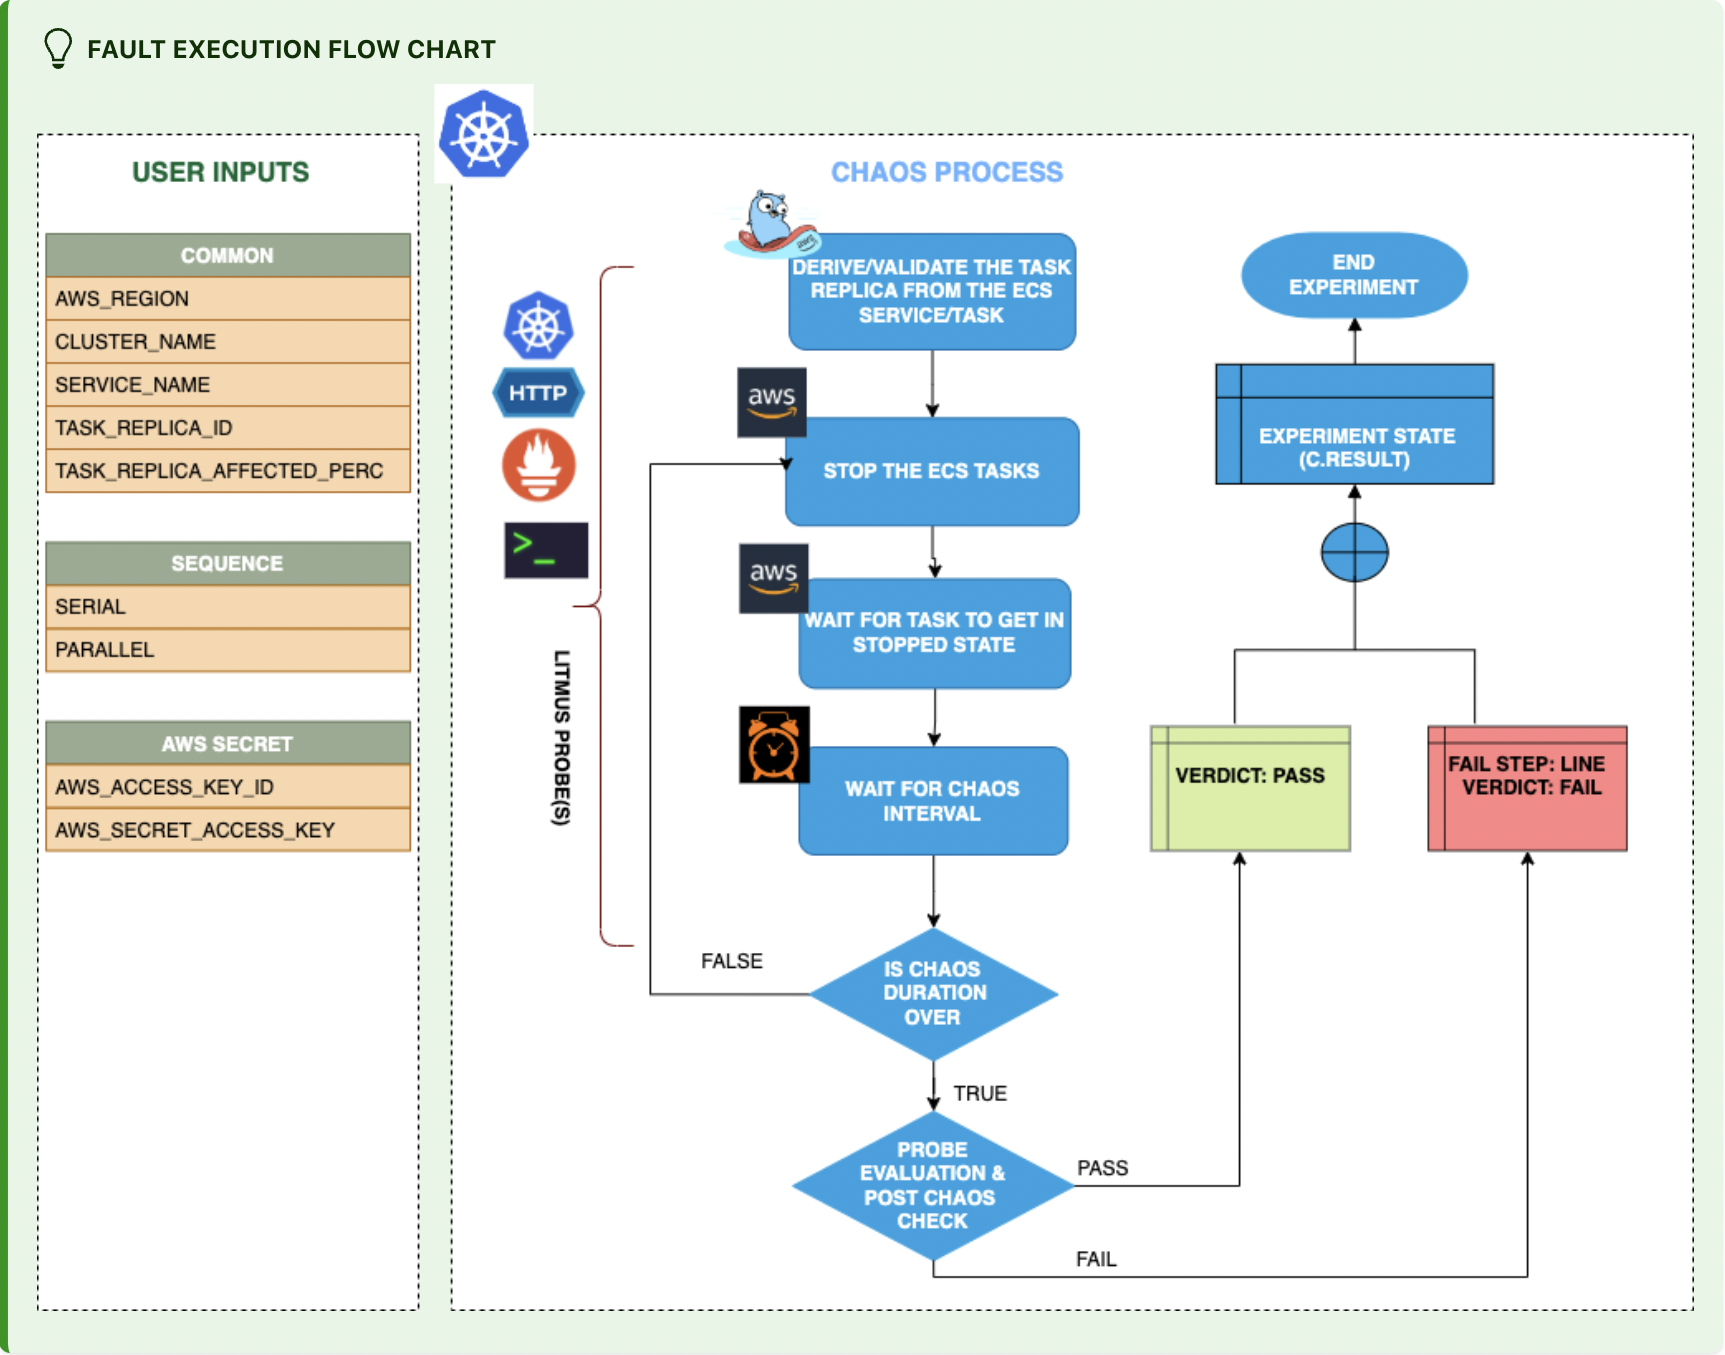 FAULT EXECUTION FLOW CHART
USER INPUTS
COMMON
AWS_REGION
CLUSTER_NAME
SERVICE_NAME
TASK_REPLICA_ID
TASK_REPLICA_AFFECTED_PERC
SEQUENCE
SERIAL
PARALLEL
AWS SECRET
AWS_ACCESS_KEY_ID
AWS_SECRET_ACCESS_KEY
CHAOS PROCESS
aws
DERIVE/VALIDATE THE TASK
REPLICA FROM THE ECS
SERVICE/TASK
HTTP
>_
LITMUS PROBE(S)
aws
STOP THE ECS TASKS
aws
WAIT FOR TASK TO GET IN
STOPPED STATE
WAIT FOR CHAOS
INTERVAL
FALSE
IS CHAOS
DURATION
OVER
TRUE
PROBE
EVALUATION &
POST CHAOS
CHECK
PASS
FAIL
VERDICT: PASS
FAIL STEP: LINE
VERDICT: FAIL
EXPERIMENT STATE
(C.RESULT)
END
EXPERIMENT